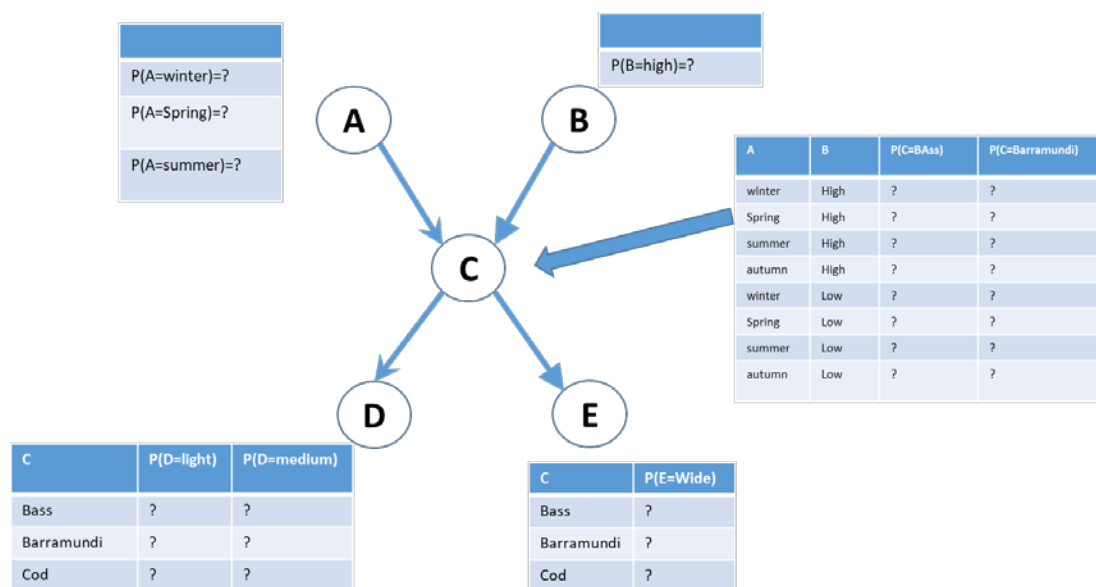 P(A=winter)=?
P(A=Spring)=?
P(A=summer)=?
P(B=high)=?
A
B
A B P(C=BAss) P(C=Barramundi)
winter High ? ?
Spring High ? ?
summer High ? ?
autumn High ? ?
winter Low ? ?
Spring Low ? ?
summer Low ? ?
autumn Low ? ?
C
D
E
C P(D=light) P(D=medium)
Bass ? ?
Barramundi ? ?
Cod ? ?
C P(E=Wide)
Bass ?
Barramundi ?
Cod ?